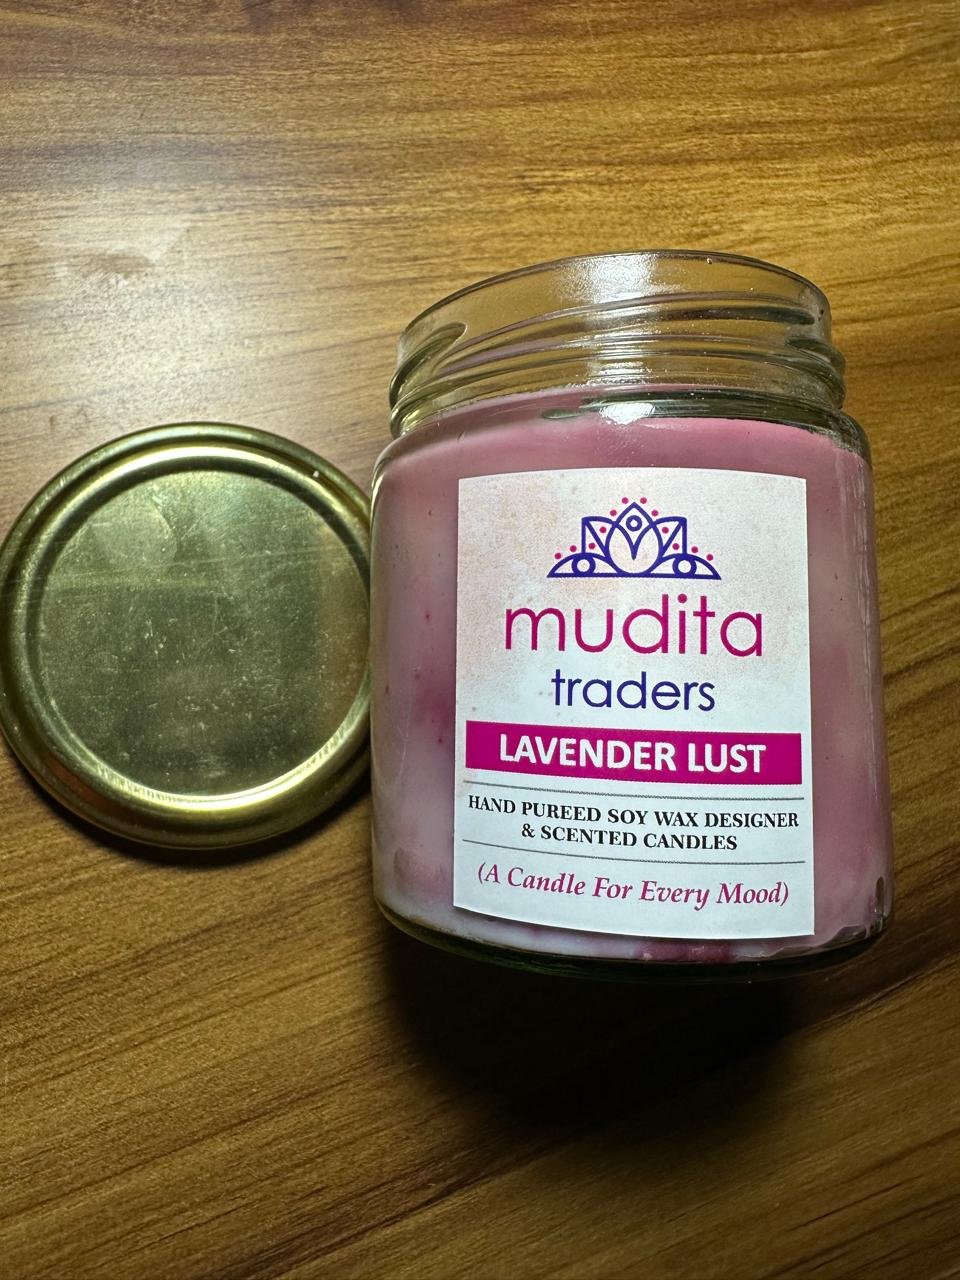 mudita
traders
LAVENDER LUST
HAND PUREED SOY WAX DESIGNER
& SCENTED CANDLES
(A Candle For Every Mood)